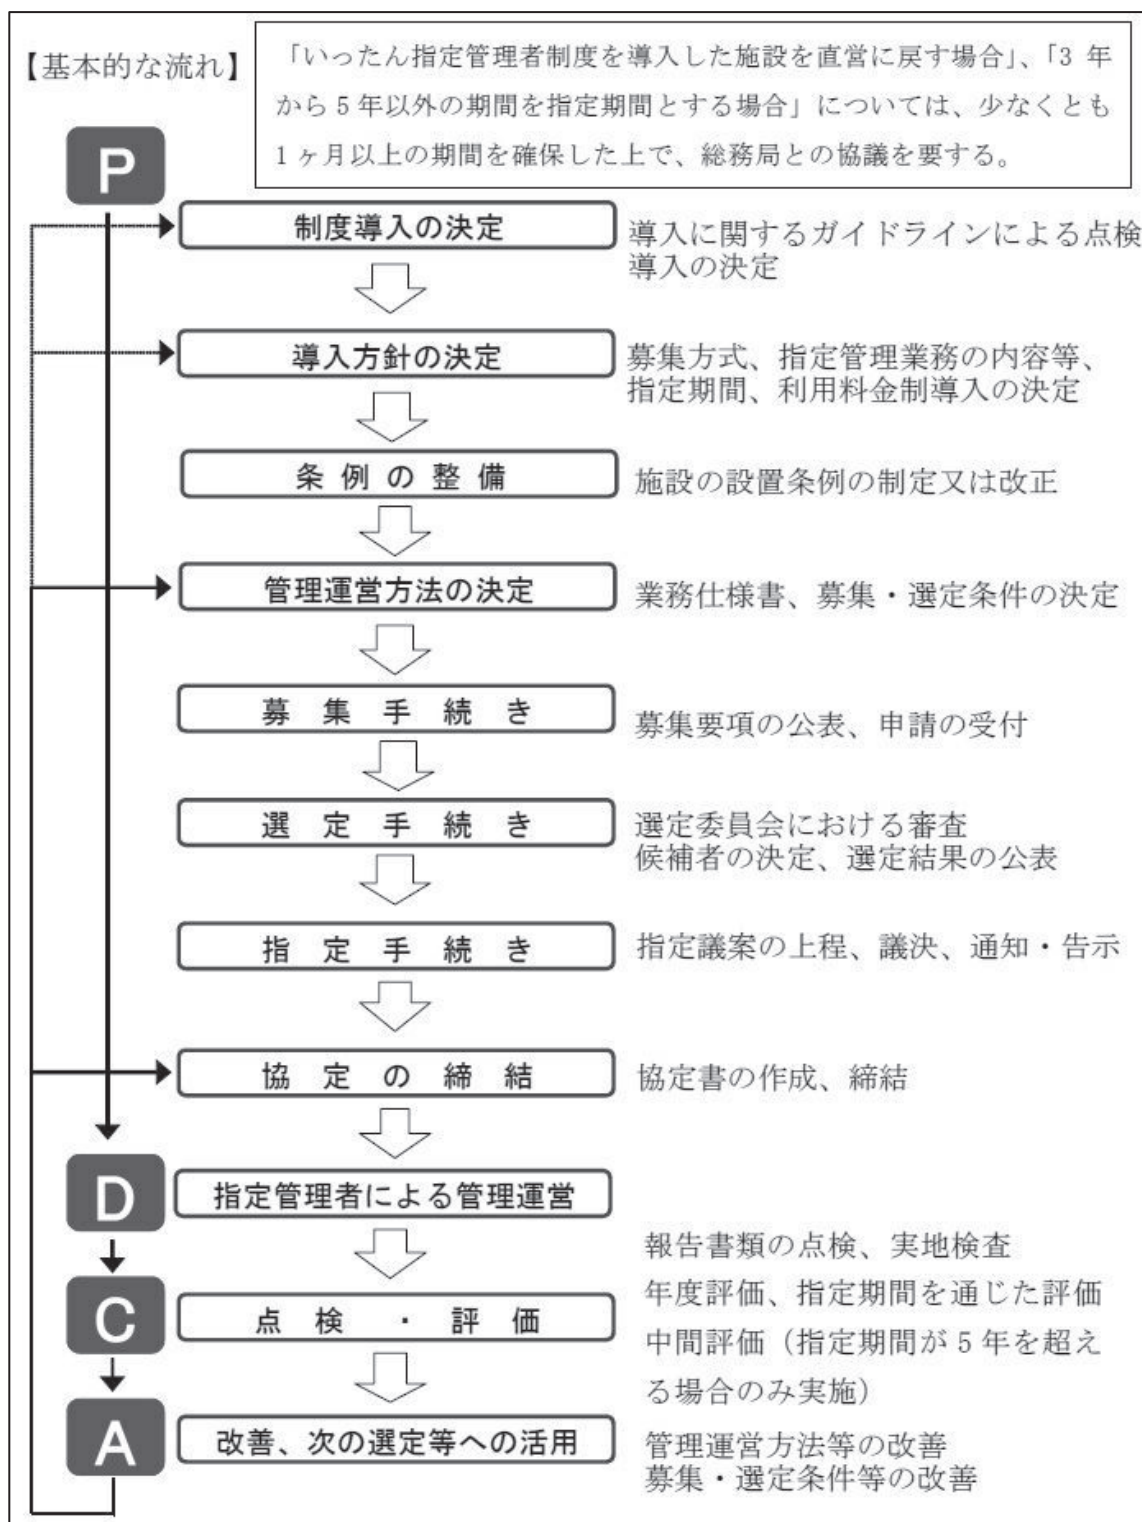 【基本的な流れ】
「いったん指定管理者制度を導入した施設を直営に戻す場合」、「3 年
から 5 年以外の期間を指定期間とする場合」については、少なくとも
1 ヶ月以上の期間を確保した上で、総務局との協議を要する。
P
制度導入の決定
導入に関するガイドラインによる点検
導入の決定
導入方針の決定
募集方式、指定管理業務の内容等、
指定期間、利用料金制導入の決定
条 例 の 整 備
施設の設置条例の制定又は改正
管理運営方法の決定
業務仕様書、募集・選定条件の決定
募 集 手 続 き
募集要項の公表、申請の受付
選 定 手 続 き
選定委員会における審査
候補者の決定、選定結果の公表
指 定 手 続 き
指定議案の上程、議決、通知・告示
協 定 の 締 結
協定書の作成、締結
D
指定管理者による管理運営
C
点 検 ・ 評 価
報告書類の点検、実地検査
年度評価、指定期間を通じた評価
中間評価（指定期間が 5 年を超え
る場合のみ実施）
A
改善、次の選定等への活用
管理運営方法等の改善
募集・選定条件等の改善